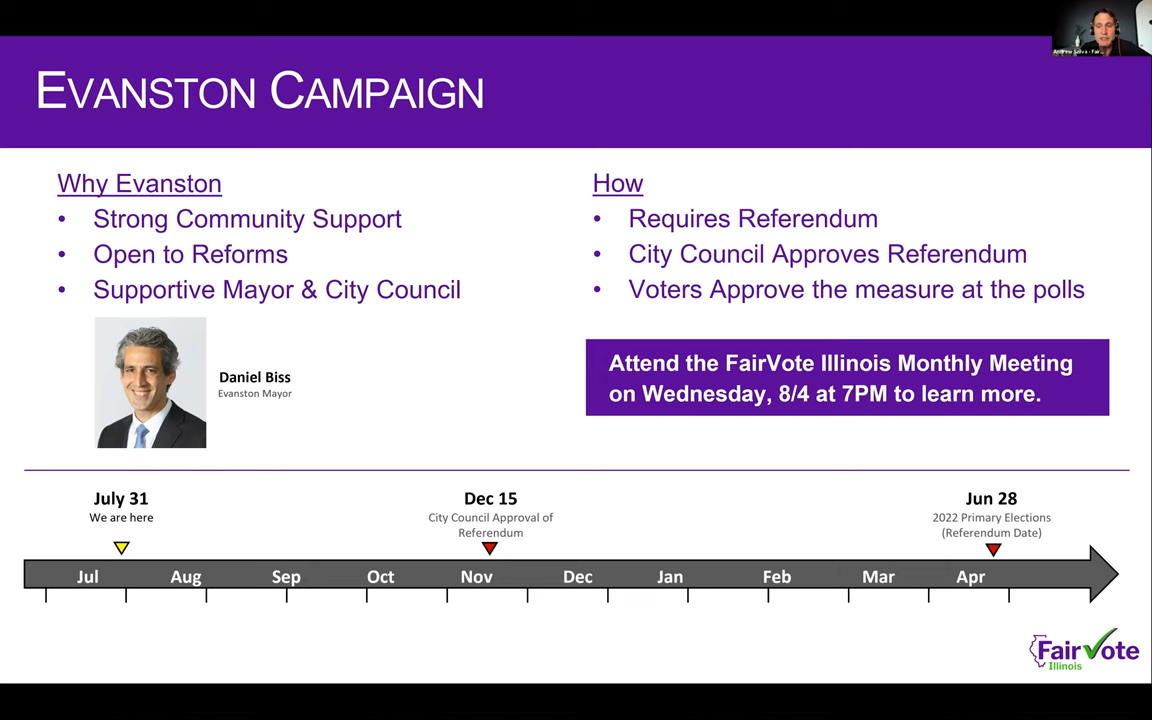 Andrew Szilva - Fair...
EVANSTON CAMPAIGN
Why Evanston
• Strong Community Support
• Open to Reforms
• Supportive Mayor & City Council
Daniel Biss
Evanston Mayor
How
• Requires Referendum
• City Council Approves Referendum
• Voters Approve the measure at the polls
Attend the FairVote Illinois Monthly Meeting
on Wednesday, 8/4 at 7PM to learn more.
July 31
We are here
Dec 15
City Council Approval of
Referendum
Jun 28
2022 Primary Elections
(Referendum Date)
Jul Aug Sep Oct Nov Dec Jan Feb Mar Apr
FairVote
Illinois